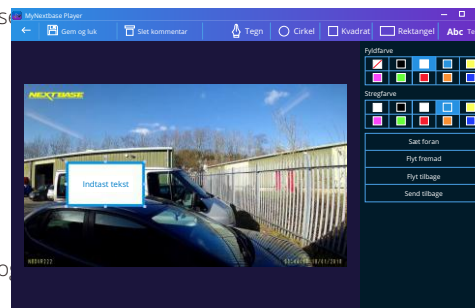 MyNextbase Player
Gem og luk
Slet kommentar
Tegn
Cirkel
Kvadrat
Rektangel
Abc
Fyldfarve
Stregfarve
Sæt foran
Flyt fremad
Flyt tilbage
Send tilbage
NEXTBASE
Indtast tekst